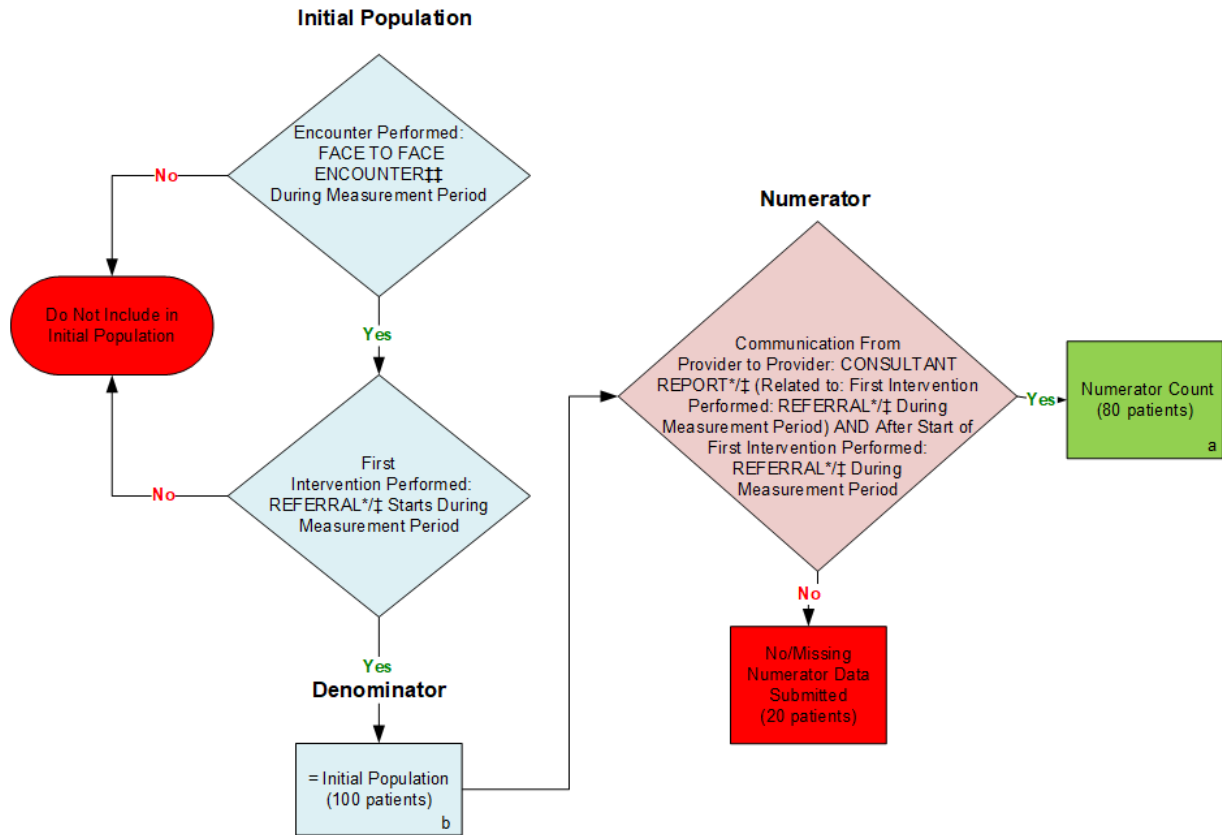 Initial Population
Encounter Performed:
FACE TO FACE
ENCOUNTER‡‡
During Measurement Period
No
Do Not Include in
Initial Population
Yes
First
Intervention Performed:
REFERRAL*/‡ Starts During
Measurement Period
No
Yes
Denominator
= Initial Population
(100 patients)
b
Numerator
Communication From
Provider to Provider: CONSULTANT
REPORT*/‡ (Related to: First Intervention
Performed: REFERRAL*/‡ During
Measurement Period) AND After Start of
First Intervention Performed:
REFERRAL*/‡ During
Measurement Period
Yes
Numerator Count
(80 patients)
a
No
No/Missing
Numerator Data
Submitted
(20 patients)